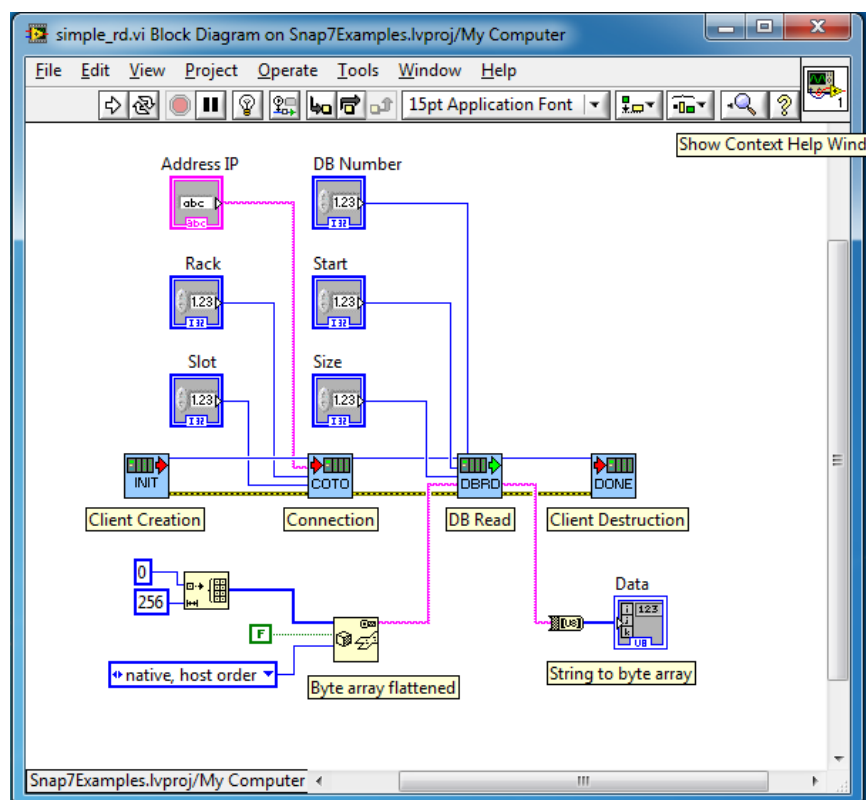 simple_rd.vi Block Diagram on Snap7Examples.lvproj/My Computer
File Edit View Project Operate Tools Window Help
15pt Application Font
1
Show Context Help Wind
Address IP DB Number
abc 1.23
abc I32
Rack Start
1.23 1.23
I32 I32
Slot Size
1.23 1.23
I32 I32
INIT COTO DBRD DONE
Client Creation Connection DB Read Client Destruction
0
256
Data
F
[U8]
i 123
j
k
U8
native, host order
Byte array flattened
String to byte array
Snap7Examples.lvproj/My Computer